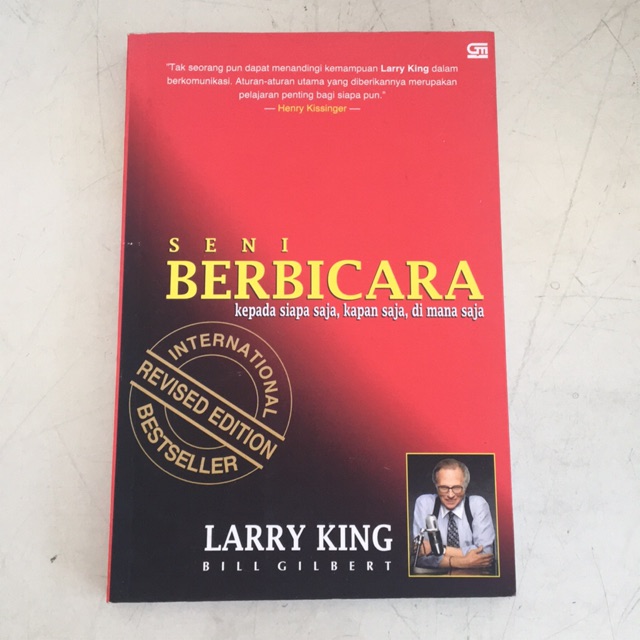 GM
"Tak seorang pun dapat menandingi kemampuan Larry King dalam
berkomunikasi. Aturan-aturan utama yang diberikannya merupakan
pelajaran penting bagi siapa pun."
— Henry Kissinger —
SENI
BERBICARA
kepada siapa saja, kapan saja, di mana saja
INTERNATIONAL
REVISED EDITION
BESTSELLER
LARRY KING
BILL GILBERT